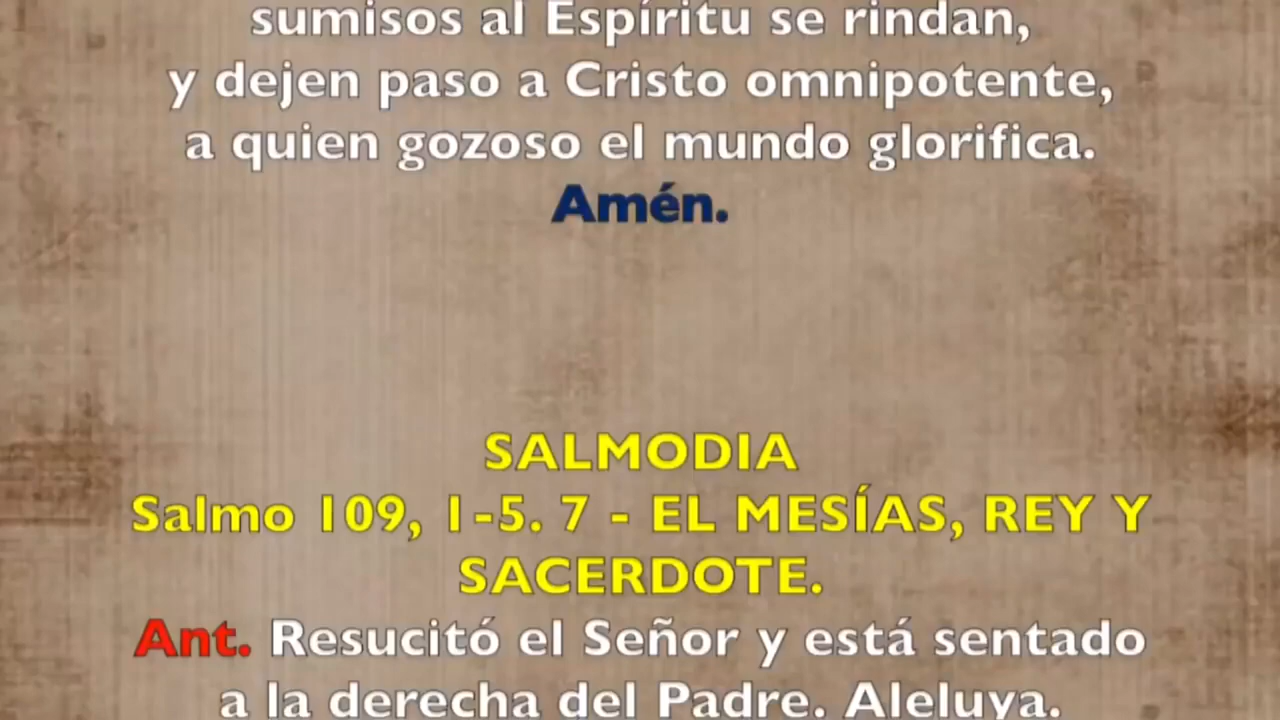 sumisos al Espíritu se rindan,
y dejen paso a Cristo omnipotente,
a quien gozoso el mundo glorifica.
Amén.
SALMODIA
Salmo 109, 1-5. 7 - EL MESÍAS, REY Y
SACERDOTE.
Ant. Resucitó el Señor y está sentado
a la derecha del Padre. Aleluya.